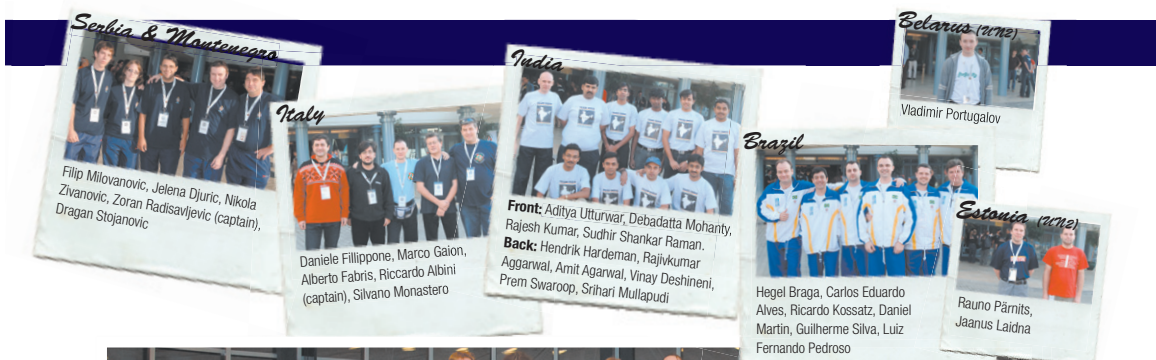 Serbia & Montenegro
Filip Milovanovic, Jelena Djuric, Nikola
Zivanovic, Zoran Radisavljevic (captain),
Dragan Stojanovic
Italy
Daniele Fillippone, Marco Gaion,
Alberto Fabris, Riccardo Albini
(captain), Silvano Monastero
India
Front: Aditya Utturwar, Debadatta Mohanty,
Rajesh Kumar, Sudhir Shankar Raman.
Back: Hendrik Hardeman, Rajivkumar
Aggarwal, Amit Agarwal, Vinay Deshineni,
Prem Swaroop, Srihari Mullapudi
Brazil
Hegel Braga, Carlos Eduardo
Alves, Ricardo Kossatz, Daniel
Martin, Guilherme Silva, Luiz
Fernando Pedroso
Belarus (UN2)
Vladimir Portugalov
Estonia (UN2)
Rauno Pärnits,
Jaanus Laidna